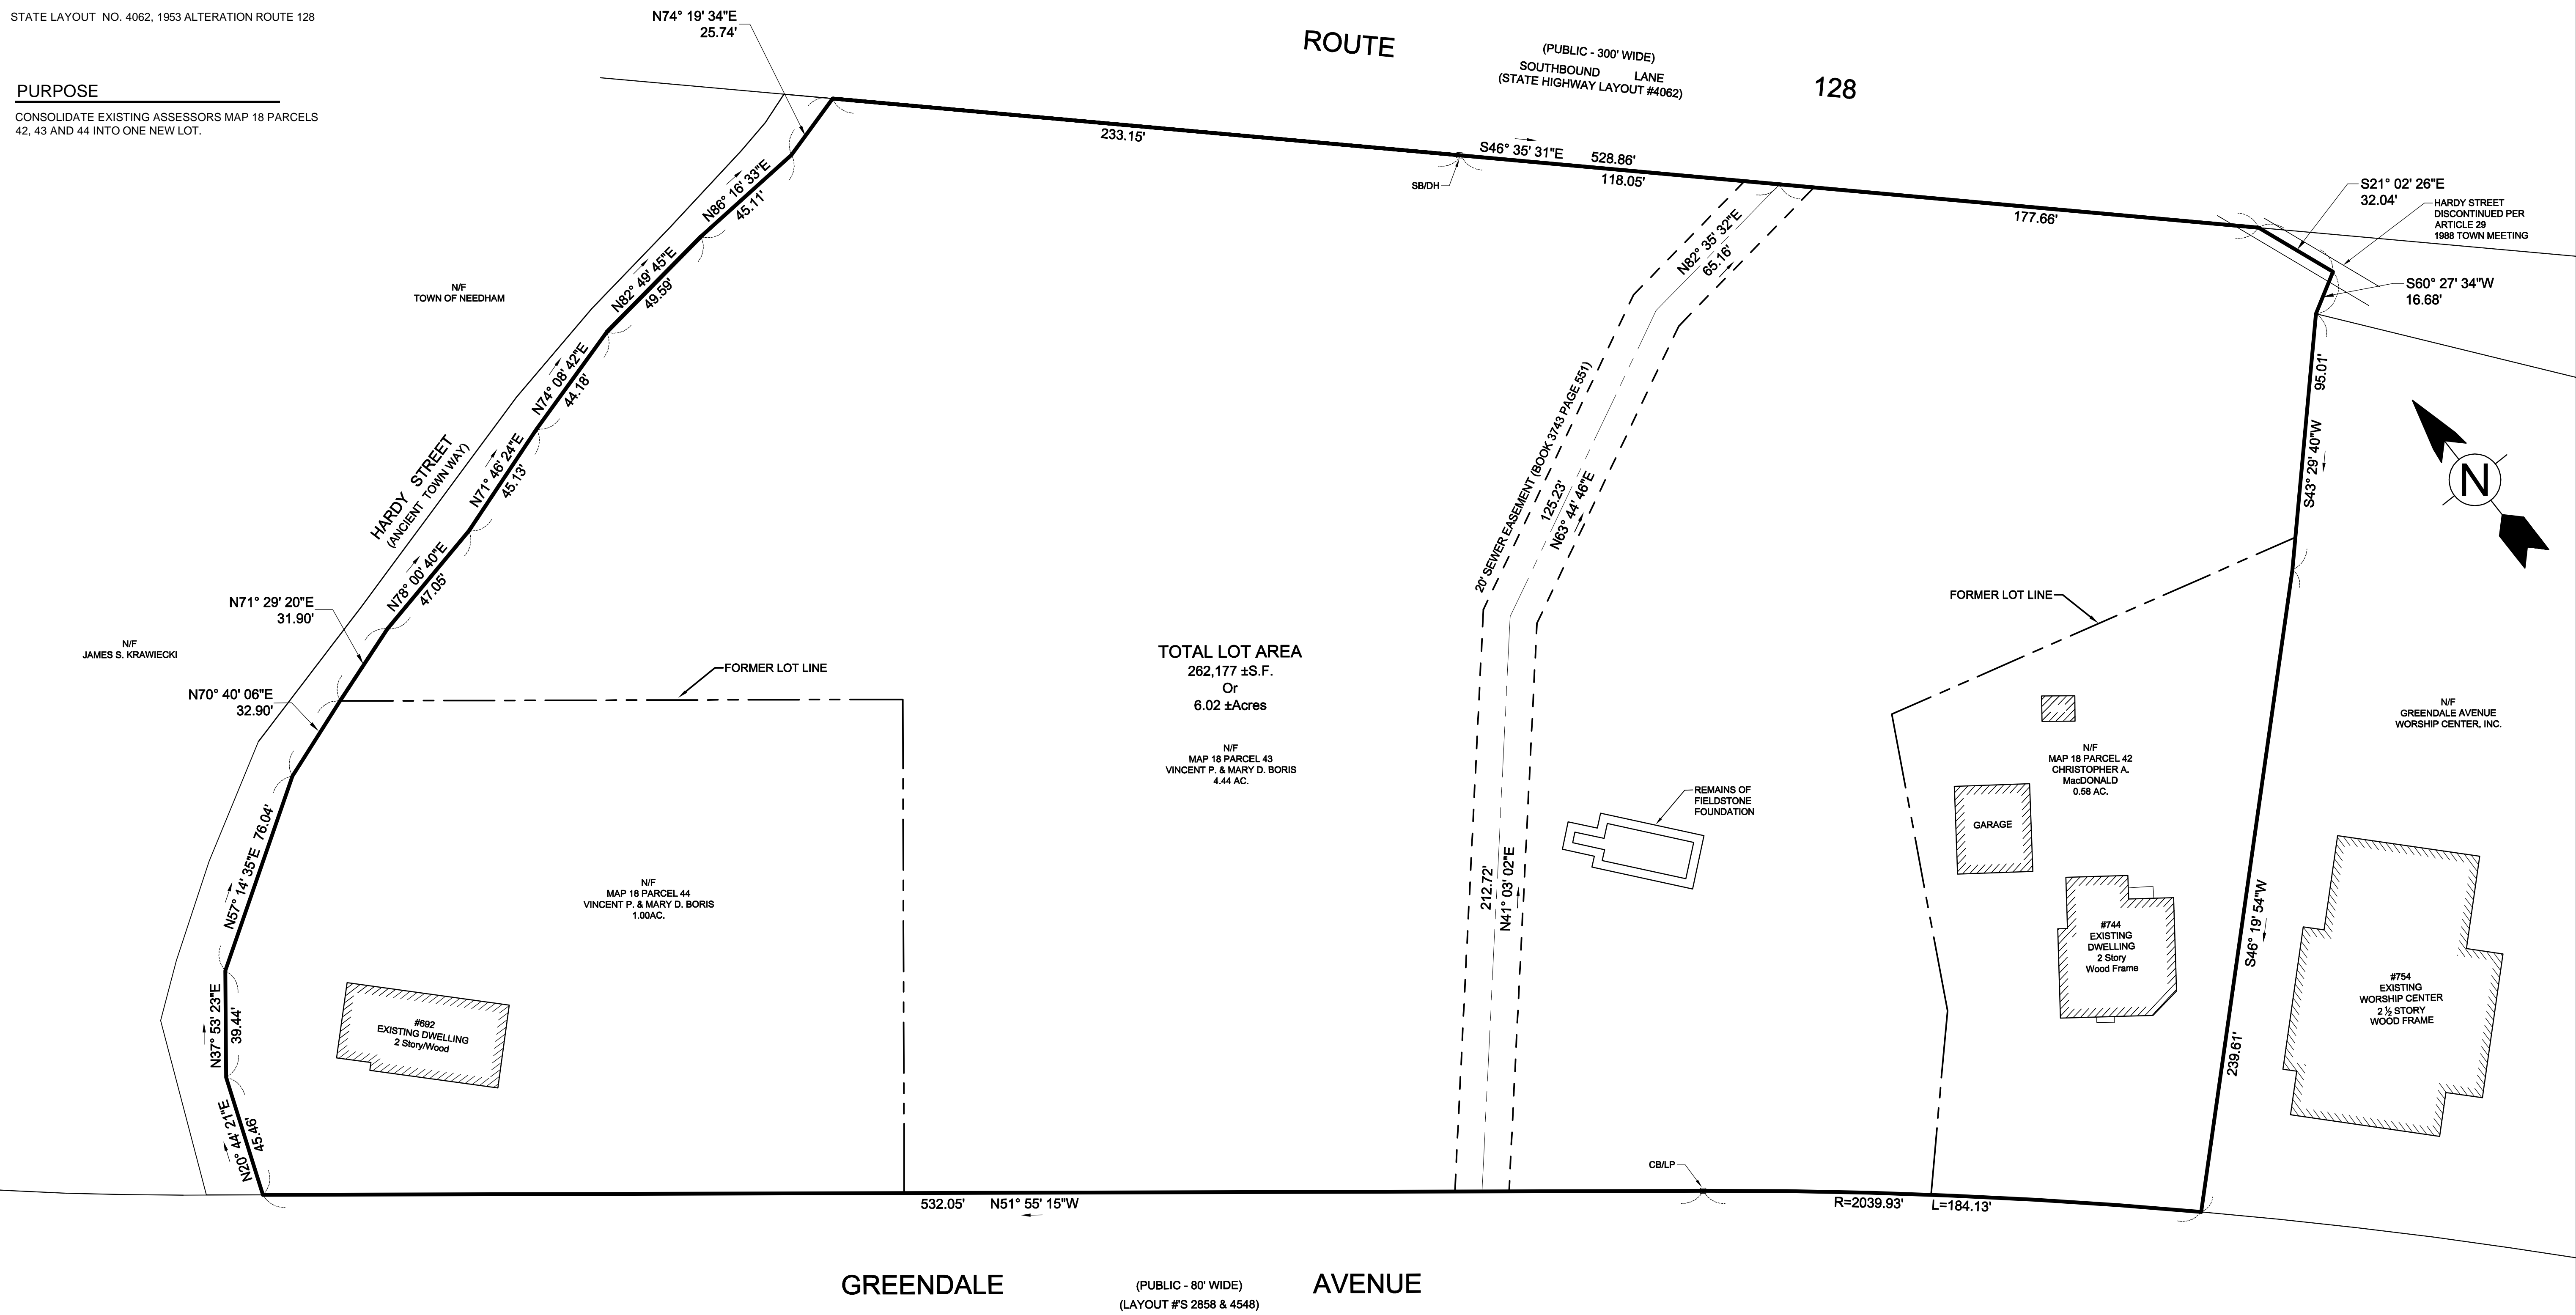 STATE LAYOUT NO. 4062, 1953 ALTERATION ROUTE 128
PURPOSE
CONSOLIDATE EXISTING ASSESSORS MAP 18 PARCELS
42, 43 AND 44 INTO ONE NEW LOT.
N74° 19' 34"E
25.74'
ROUTE
(PUBLIC - 300' WIDE)
SOUTHBOUND LANE
(STATE HIGHWAY LAYOUT #4062)
128
233.15'
S46° 35' 31"E
528.86'
118.05'
SB/DH
177.66'
S21° 02' 26"E
32.04'
HARDY STREET
DISCONTINUED PER
ARTICLE 29
1988 TOWN MEETING
S60° 27' 34"W
16.68'
N86° 16' 33"E
45.11'
N82° 49' 45"E
49.59'
N/F
TOWN OF NEEDHAM
N74° 08' 42"E
44.18'
N71° 46' 24"E
45.13'
HARDY STREET
(ANCIENT TOWN WAY)
N78° 00' 40"E
47.05'
N71° 29' 20"E
31.90'
N/F
JAMES S. KRAWIECKI
N70° 40' 06"E
32.90'
FORMER LOT LINE
N82° 35' 32"E
65.16'
20' SEWER EASEMENT (BOOK 3743 PAGE 551)
125.23'
N63° 44' 46"E
95.01'
S43° 29' 40"W
N
FORMER LOT LINE
TOTAL LOT AREA
262,177 ±S.F.
Or
6.02 ±Acres
N/F
MAP 18 PARCEL 43
VINCENT P. & MARY D. BORIS
4.44 AC.
N/F
GREENDALE AVENUE
WORSHIP CENTER, INC.
N/F
MAP 18 PARCEL 42
CHRISTOPHER A.
MacDONALD
0.58 AC.
REMAINS OF
FIELDSTONE
FOUNDATION
GARAGE
N57° 14' 35"E 76.04'
N/F
MAP 18 PARCEL 44
VINCENT P. & MARY D. BORIS
1.00AC.
212.72'
N41° 03' 02"E
#744
EXISTING
DWELLING
2 Story
Wood Frame
S46° 19' 54"W
239.61'
#754
EXISTING
WORSHIP CENTER
2 ½ STORY
WOOD FRAME
N37° 53' 23"E
39.44'
#692
EXISTING DWELLING
2 Story/Wood
N20° 44' 21"E
45.46'
CB/LP
532.05' N51° 55' 15"W
R=2039.93' L=184.13'
GREENDALE
(PUBLIC - 80' WIDE)
(LAYOUT #'S 2858 & 4548)
AVENUE